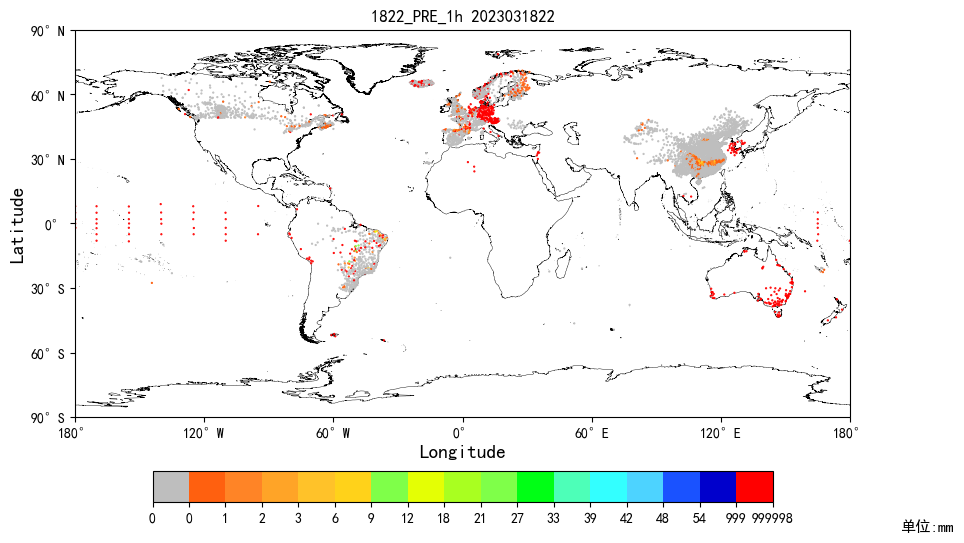 1822_PRE_1h 2023031822
90° N
60° N
30° N
0°
30° S
60° S
90° S
Latitude
180° 120° W 60° W 0° 60° E 120° E 180°
Longitude
0 0 1 2 3 6 9 12 18 21 27 33 39 42 48 54 999 999998
单位:mm